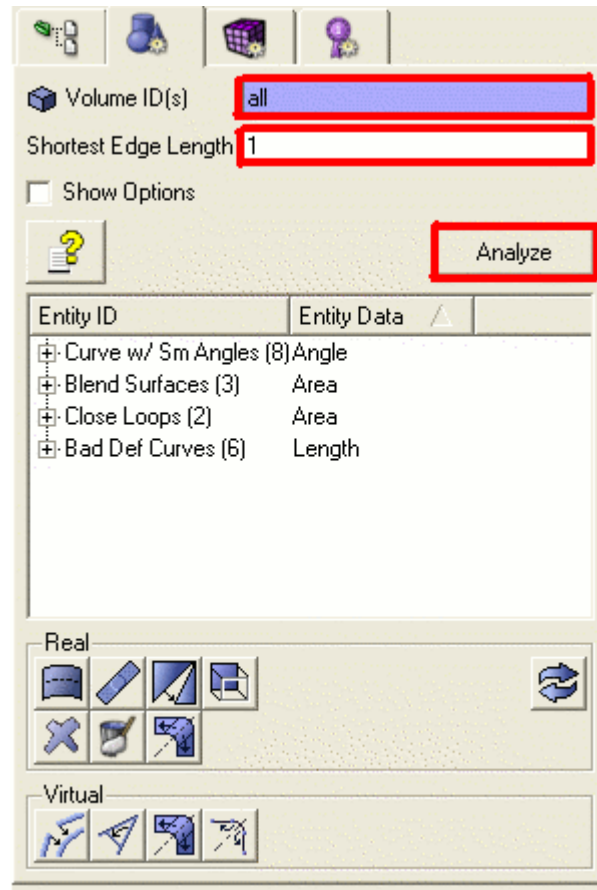 Volume ID(s) all
Shortest Edge Length 1
Show Options
Analyze
Entity ID Entity Data
Curve w/ Sm Angles (8) Angle
Blend Surfaces (3) Area
Close Loops (2) Area
Bad Def Curves (6) Length
Real
Virtual